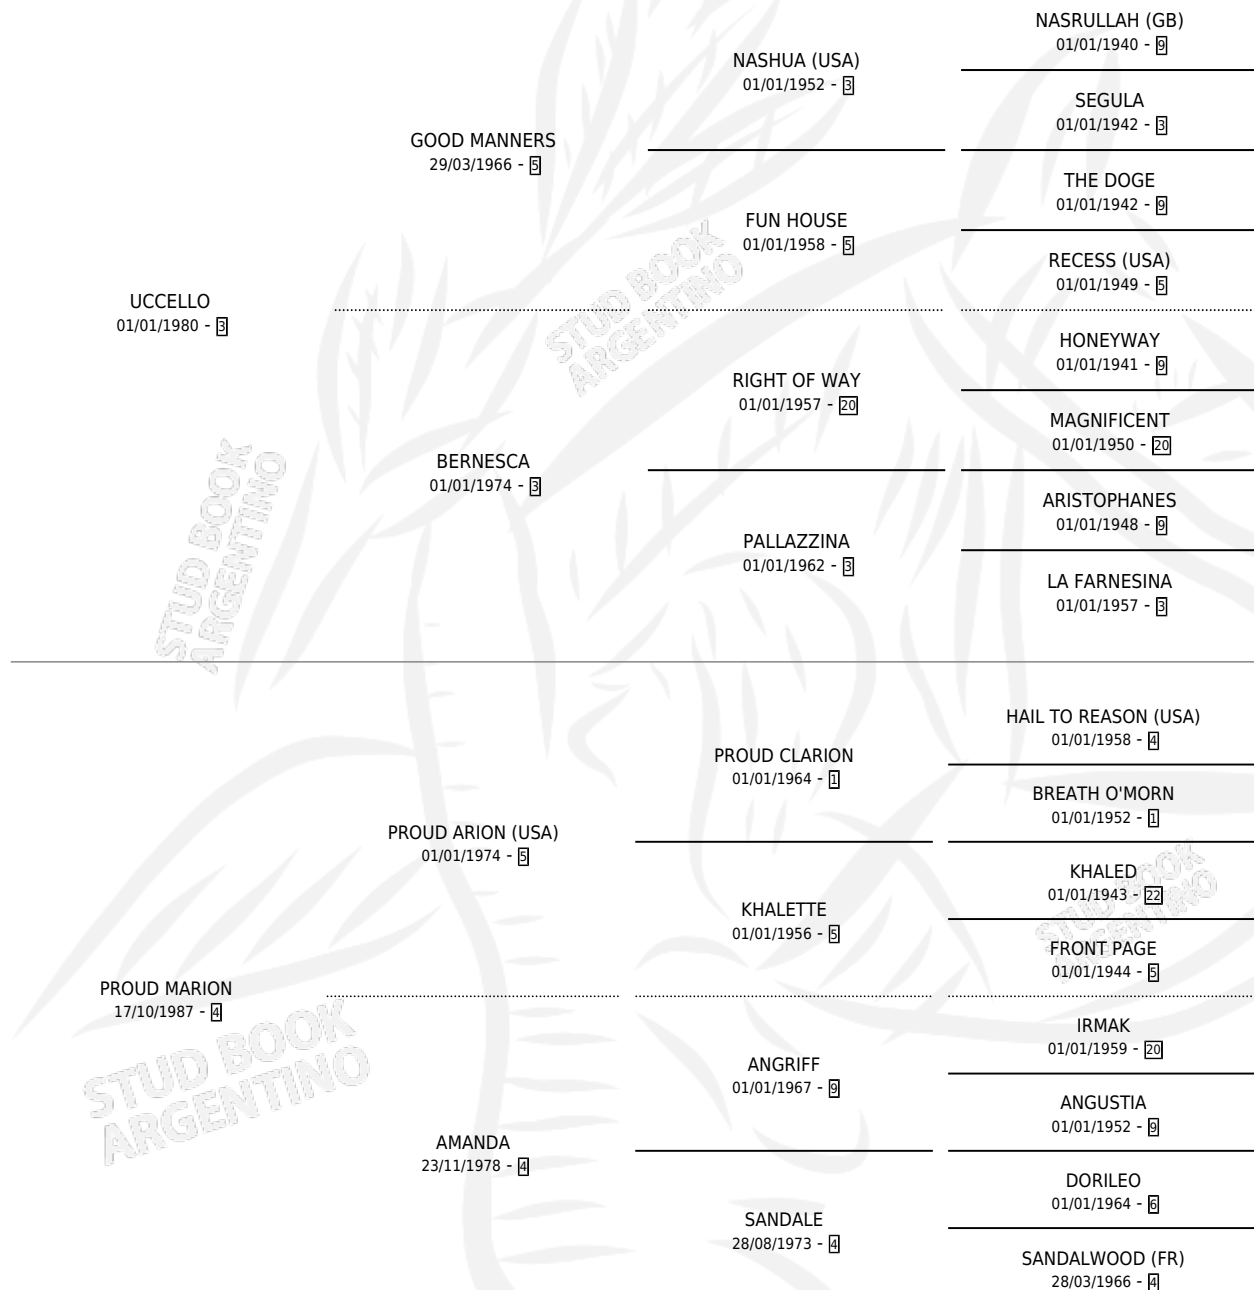 NASRULLAH (GB)
01/01/1940 - 9
NASHUA (USA)
01/01/1952 - 3
SEGULA
01/01/1942 - 3
GOOD MANNERS
29/03/1966 - 5
THE DOGE
01/01/1942 - 9
FUN HOUSE
01/01/1958 - 5
RECESS (USA)
01/01/1949 - 5
UCCELLO
01/01/1980 - 3
HONEYWAY
01/01/1941 - 9
RIGHT OF WAY
01/01/1957 - 20
MAGNIFICENT
01/01/1950 - 20
BERNESCA
01/01/1974 - 3
ARISTOPHANES
01/01/1948 - 9
PALLAZZINA
01/01/1962 - 3
LA FARNESINA
01/01/1957 - 3
HAIL TO REASON (USA)
01/01/1958 - 4
PROUD CLARION
01/01/1964 - 1
BREATH O'MORN
01/01/1952 - 1
PROUD ARION (USA)
01/01/1974 - 5
KHALED
01/01/1943 - 22
KHALETTE
01/01/1956 - 5
FRONT PAGE
01/01/1944 - 5
PROUD MARION
17/10/1987 - 4
IRMAK
01/01/1959 - 20
ANGRIFF
01/01/1967 - 9
ANGUSTIA
01/01/1952 - 9
AMANDA
23/11/1978 - 4
DORILEO
01/01/1964 - 6
SANDALE
28/08/1973 - 4
SANDALWOOD (FR)
28/03/1966 - 4
STUD BOOK
ARGENTINO
STUD BOOK
ARGENTINO
STUD BOOK
ARGENTINO
STUD BOOK
ARGENTINO